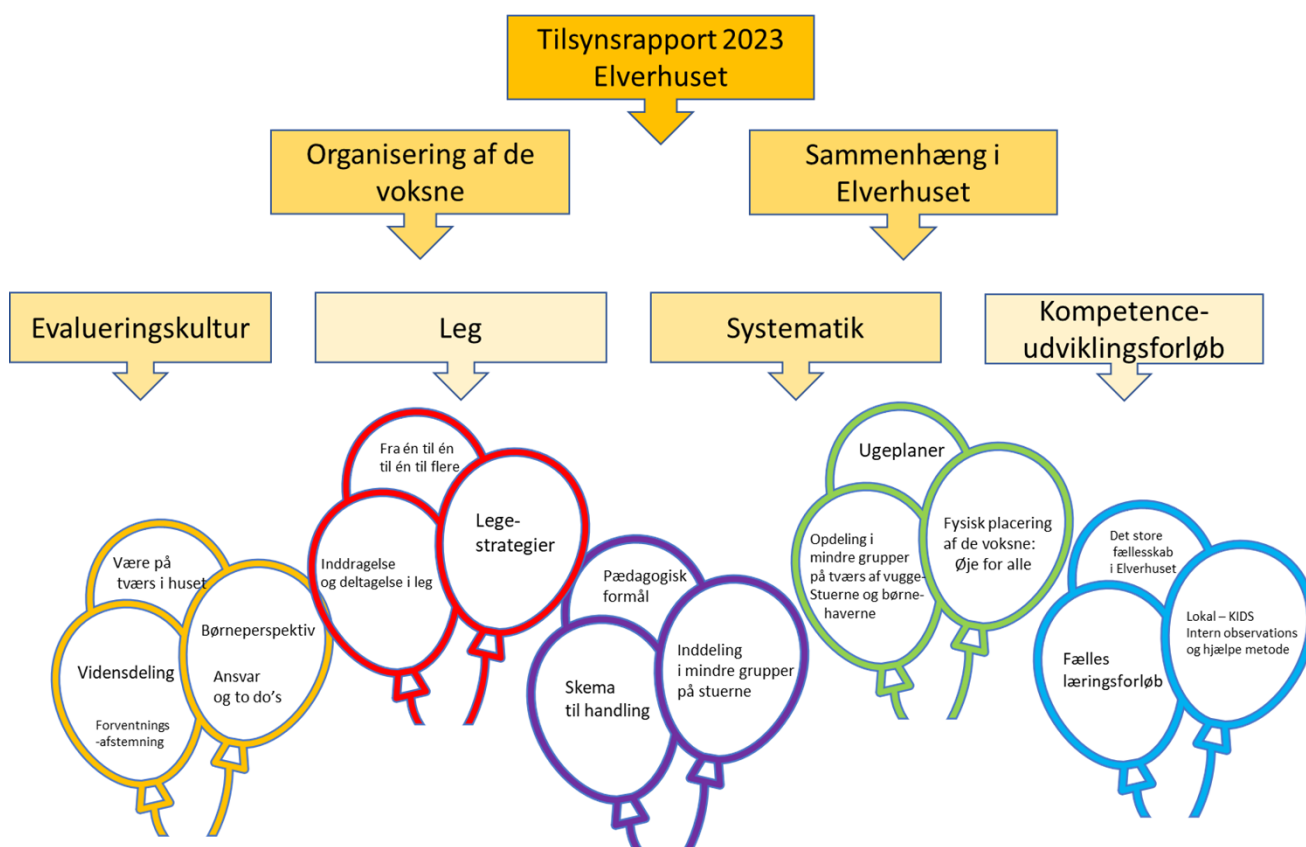 Tilsynsrapport 2023
Elverhuset
Organisering af de
voksne
Sammenhæng i
Elverhuset
Evalueringskultur
Leg
Systematik
Kompetence-
udviklingsforløb
Være på
tværs i huset
Børneperspektiv
Ansvar
og to do's
Vidensdeling
Forventnings
-afstemning
Fra én til én
til én til flere
Lege-
strategier
Inddragelse
og deltagelse i leg
Pædagogisk
formål
Inddeling
i mindre grupper
på stuerne
Skema
til handling
Ugeplaner
Fysisk placering
af de voksne:
Øje for alle
Opdeling i
mindre grupper
på tværs af vugge-
Stuerne og børne-
haverne
Det store
fællesskab
i Elverhuset
Lokal – KIDS
Intern observations
og hjælpe metode
Fælles
læringsforløb